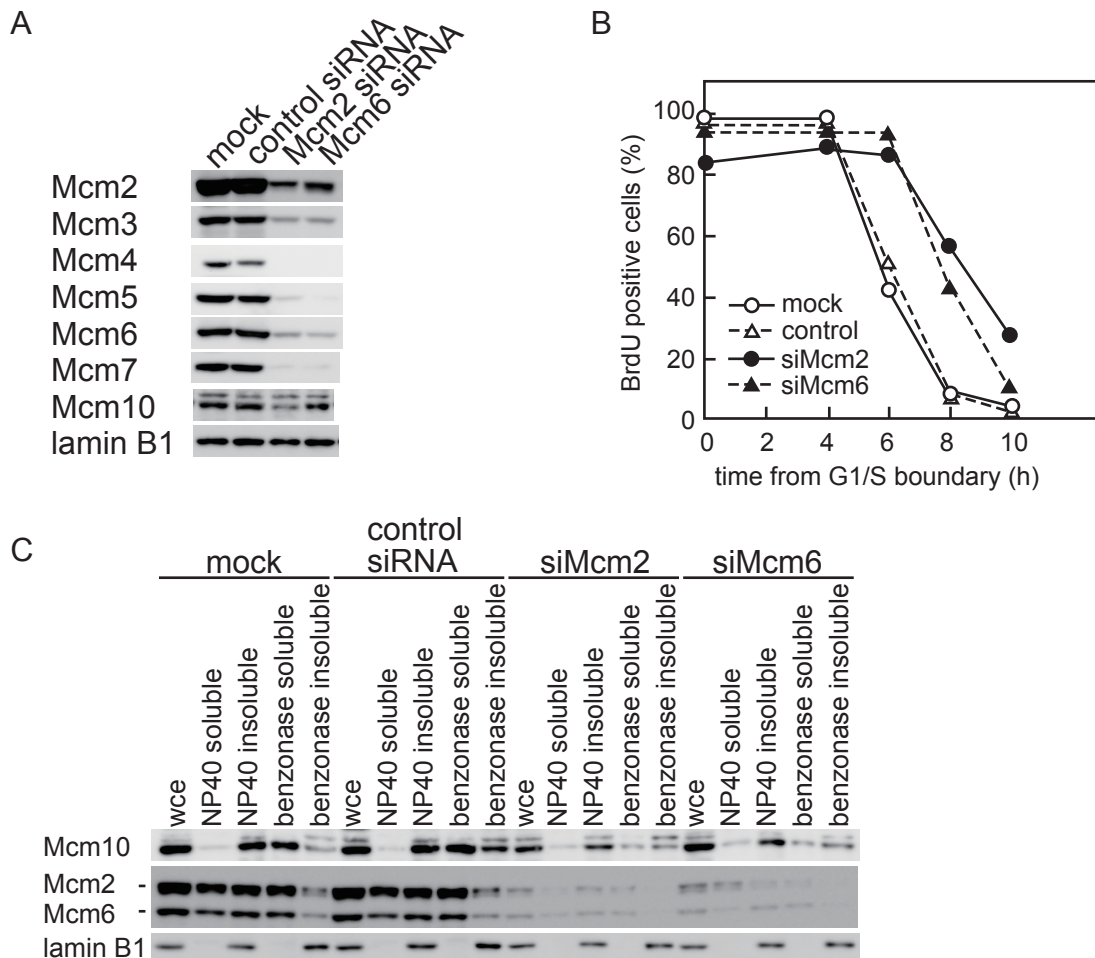 A
mock
control siRNA
Mcm2 siRNA
Mcm6 siRNA
Mcm2
Mcm3
Mcm4
Mcm5
Mcm6
Mcm7
Mcm10
lamin B1
B
BrdU positive cells (%)
100
80
60
40
20
0
mock
control
siMcm2
siMcm6
0 2 4 6 8 10
time from G1/S boundary (h)
C
mock
control
siRNA
siMcm2
siMcm6
wce
NP40 soluble
NP40 insoluble
benzonase soluble
benzonase insoluble
wce
NP40 soluble
NP40 insoluble
benzonase soluble
benzonase insoluble
wce
NP40 soluble
NP40 insoluble
benzonase soluble
benzonase insoluble
wce
NP40 soluble
NP40 insoluble
benzonase soluble
benzonase insoluble
Mcm10
Mcm2 -
Mcm6 -
lamin B1